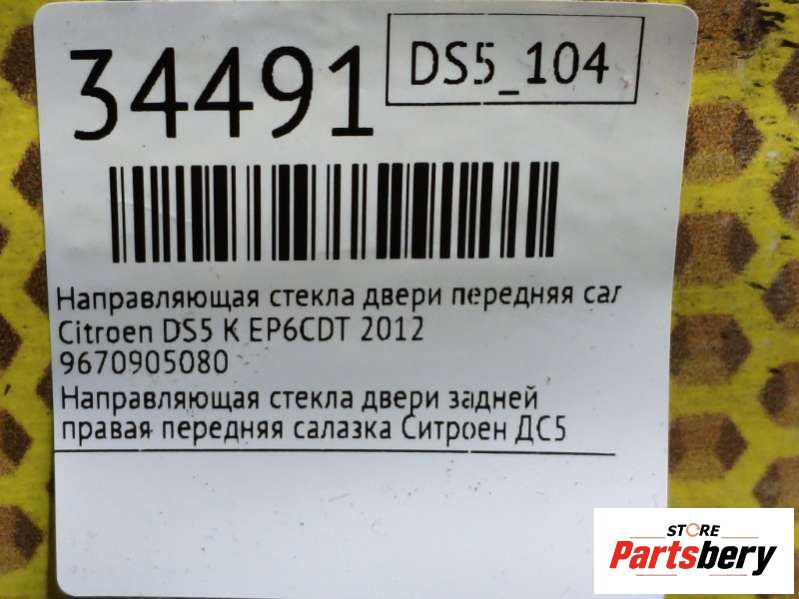 34491
DS5_104
Направляющая стекла двери передняя сал
Citroen DS5 K EP6CDT 2012
9670905080
Направляющая стекла двери задней
правая передняя салазка Ситроен ДС5
STORE
Partsbery